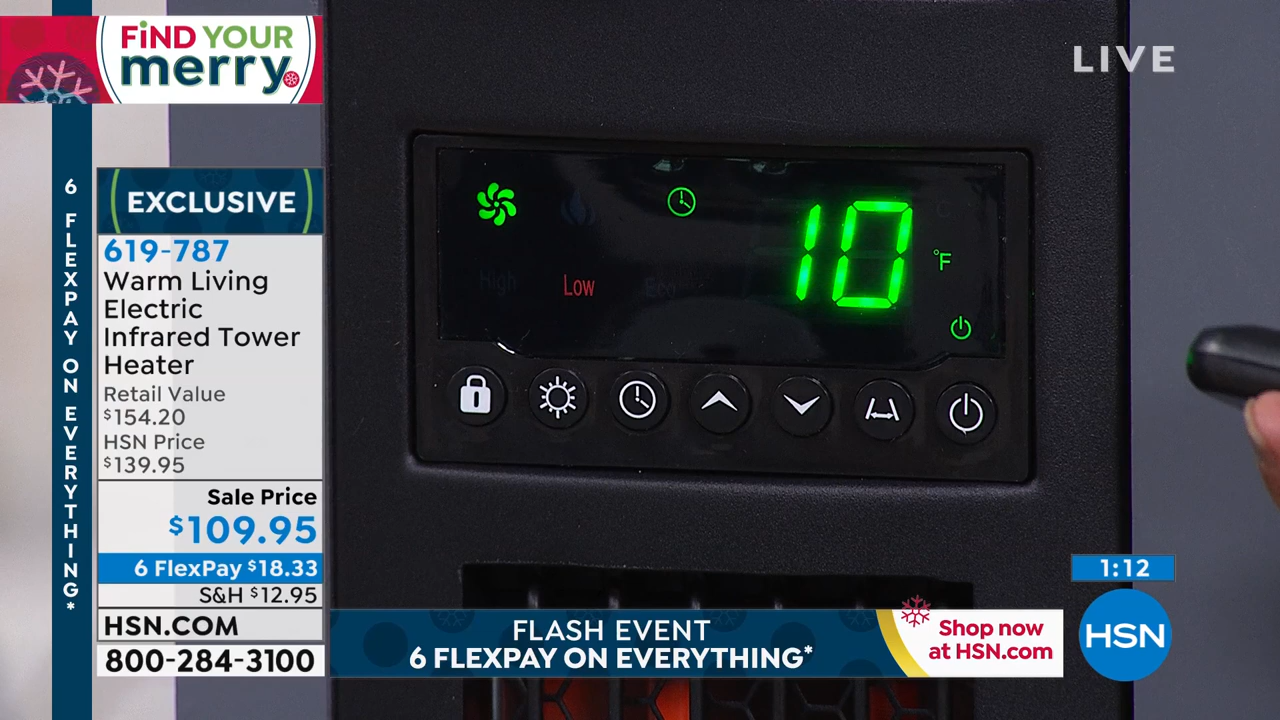 FiND YOUR
merry
LIVE
6 FLEXPAY ON EVERYTHING*
EXCLUSIVE
619-787
Warm Living
Electric
Infrared Tower
Heater
Retail Value
$154.20
HSN Price
$139.95
Sale Price
$109.95
6 FlexPay $18.33
S&H $12.95
HSN.COM
800-284-3100
High
Low
10
°F
1:12
FLASH EVENT
6 FLEXPAY ON EVERYTHING*
Shop now
at HSN.com
HSN